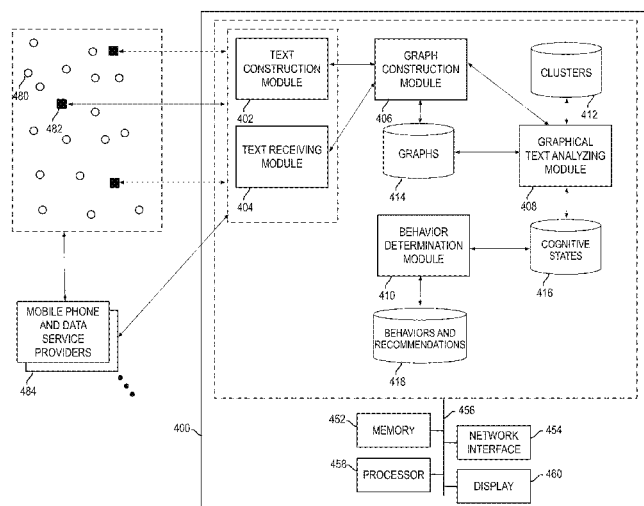 480
482
TEXT
CONSTRUCTION
MODULE
402
TEXT RECEIVING
MODULE
404
GRAPH
CONSTRUCTION
MODULE
406
GRAPHS
414
CLUSTERS
412
GRAPHICAL
TEXT ANALYZING
MODULE
408
BEHAVIOR
DETERMINATION
MODULE
410
COGNITIVE
STATES
416
BEHAVIORS AND
RECOMMENDATIONS
418
MOBILE PHONE
AND DATA
SERVICE
PROVIDERS
484
400
452
MEMORY
456
NETWORK
INTERFACE
454
458
PROCESSOR
DISPLAY
460